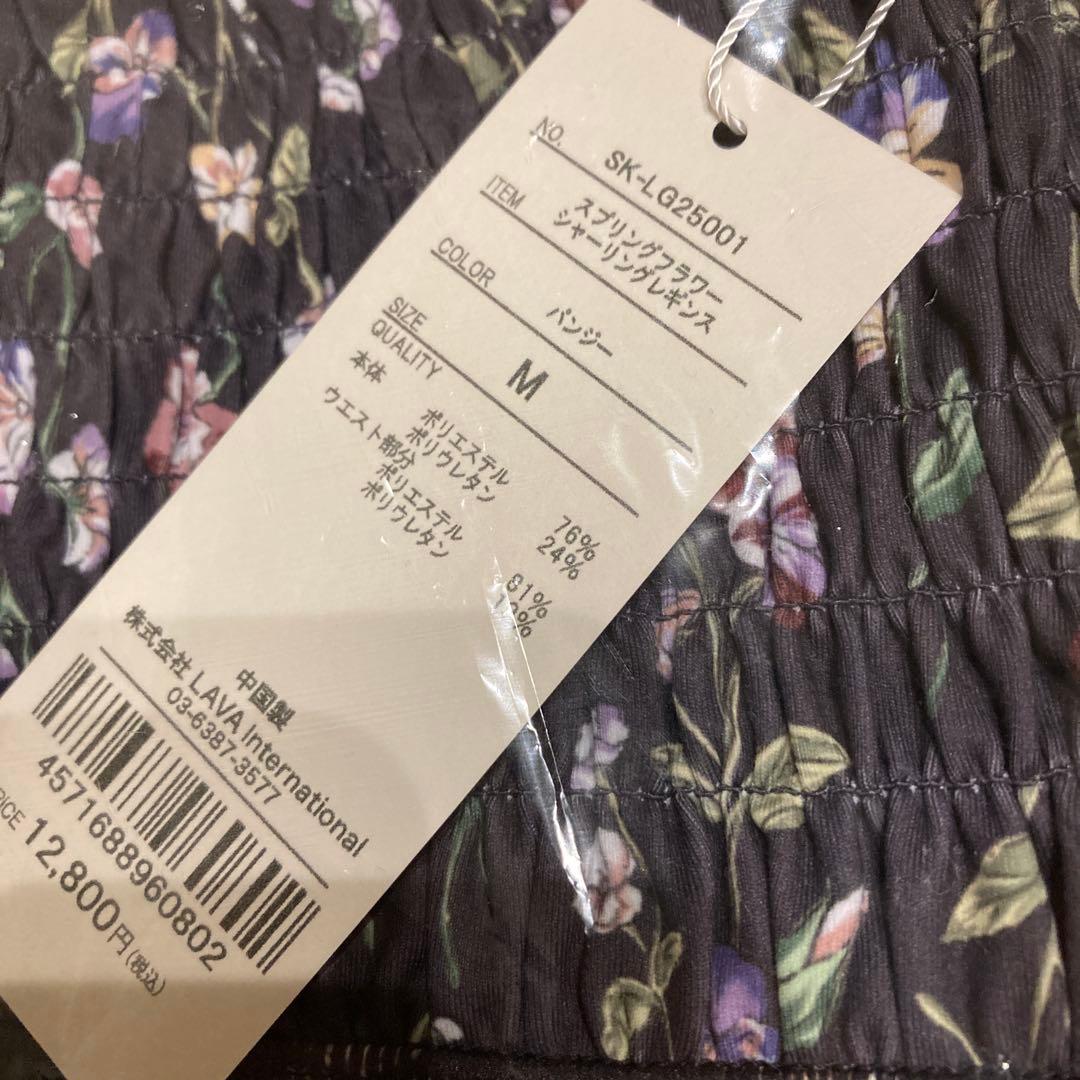 NO. SK-LG25001
ITEM スプリングフラワー
シャーリングレギンス
COLOR パンジー
SIZE M
QUALITY
本体 ポリエステル 76%
ポリウレタン 24%
ウエスト部分
ポリエステル 81%
ポリウレタン
中国製
株式会社 LAVA International
03-6387-3577
4571688960802
12,800円(税込)